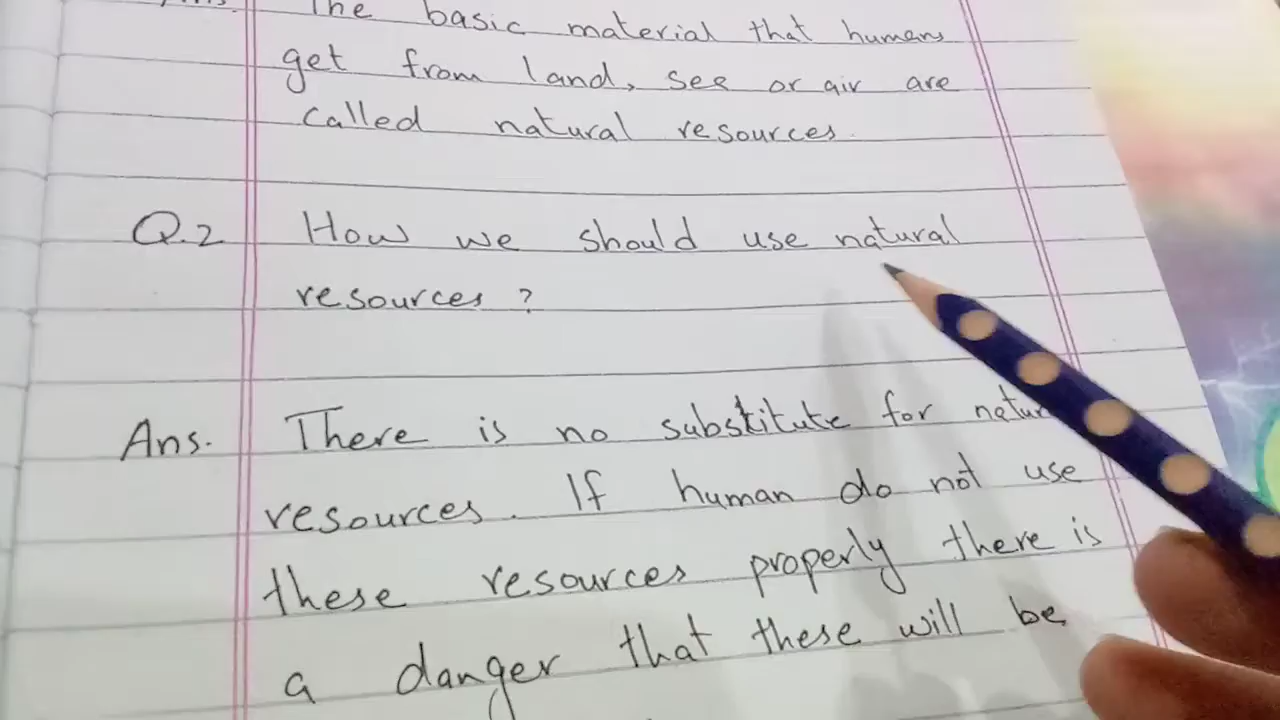 The basic material that humans
get from land, see or air are
called natural resources.
Q.2 How we should use natural
resources ?
Ans. There is no substitute for
resources. If human do not use
these resources properly there is
a danger that these will be